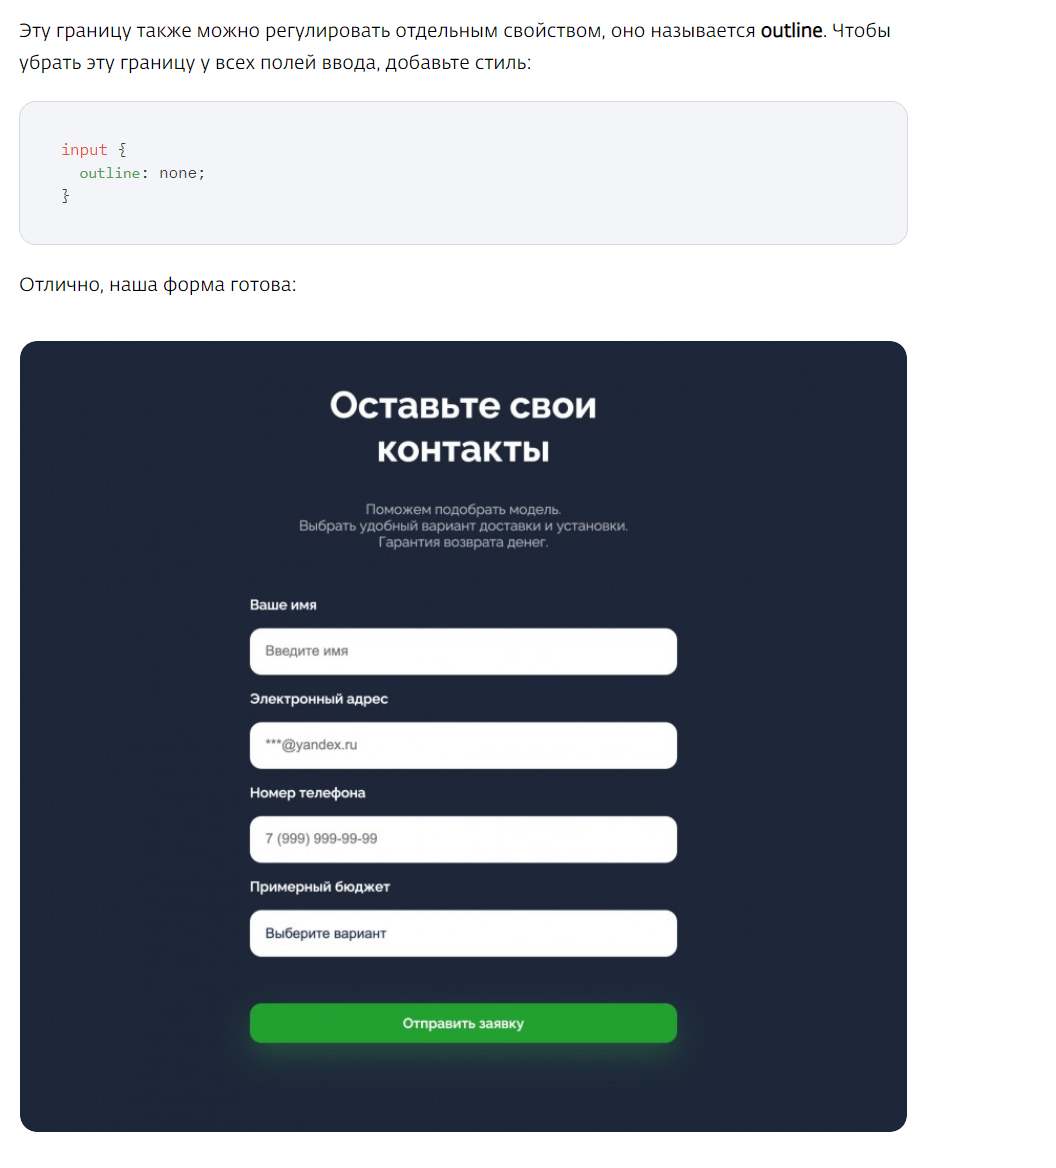 Эту границу также можно регулировать отдельным свойством, оно называется outline. Чтобы
убрать эту границу у всех полей ввода, добавьте стиль:
input {
  outline: none;
}
Отлично, наша форма готова:
Оставьте свои
контакты
Поможем подобрать модель.
Выбрать удобный вариант доставки и установки.
Гарантия возврата денег.
Ваше имя
Введите имя
Электронный адрес
***@yandex.ru
Номер телефона
7 (999) 999-99-99
Примерный бюджет
Выберите вариант
Отправить заявку